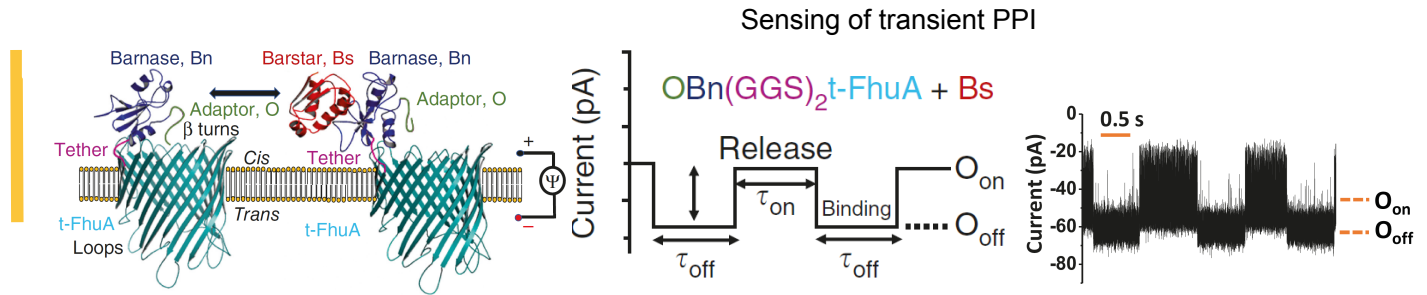 Sensing of transient PPI
Barnase, Bn
Barstar, Bs
Barnase, Bn
Adaptor, O
β turns
Adaptor, O
Tether
Cis
Tether
Trans
t-FhuA
Loops
t-FhuA
+
Ψ
−
Current (pA)
OBn(GGS)₂t-FhuA + Bs
Release
τon
Binding
τoff
τoff
Oon
Ooff
Current (pA)
0
-20
-40
-60
-80
0.5 s
Oon
Ooff